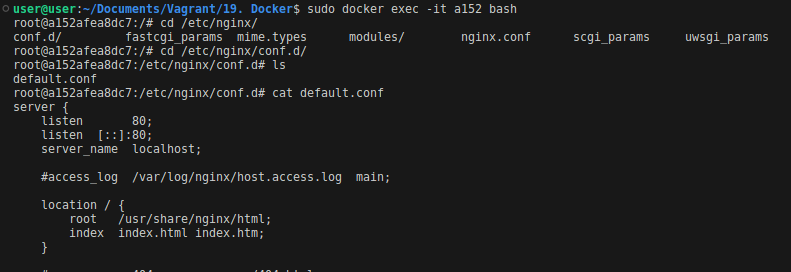 user@user:~/Documents/Vagrant/19. Docker$ sudo docker exec -it a152 bash
root@a152afea8dc7:/# cd /etc/nginx/
conf.d/         fastcgi_params  mime.types      modules/        nginx.conf      scgi_params     uwsgi_params
root@a152afea8dc7:/# cd /etc/nginx/conf.d/
root@a152afea8dc7:/etc/nginx/conf.d# ls
default.conf
root@a152afea8dc7:/etc/nginx/conf.d# cat default.conf
server {
    listen       80;
    listen  [::]:80;
    server_name  localhost;

    #access_log  /var/log/nginx/host.access.log  main;

    location / {
        root   /usr/share/nginx/html;
        index  index.html index.htm;
    }